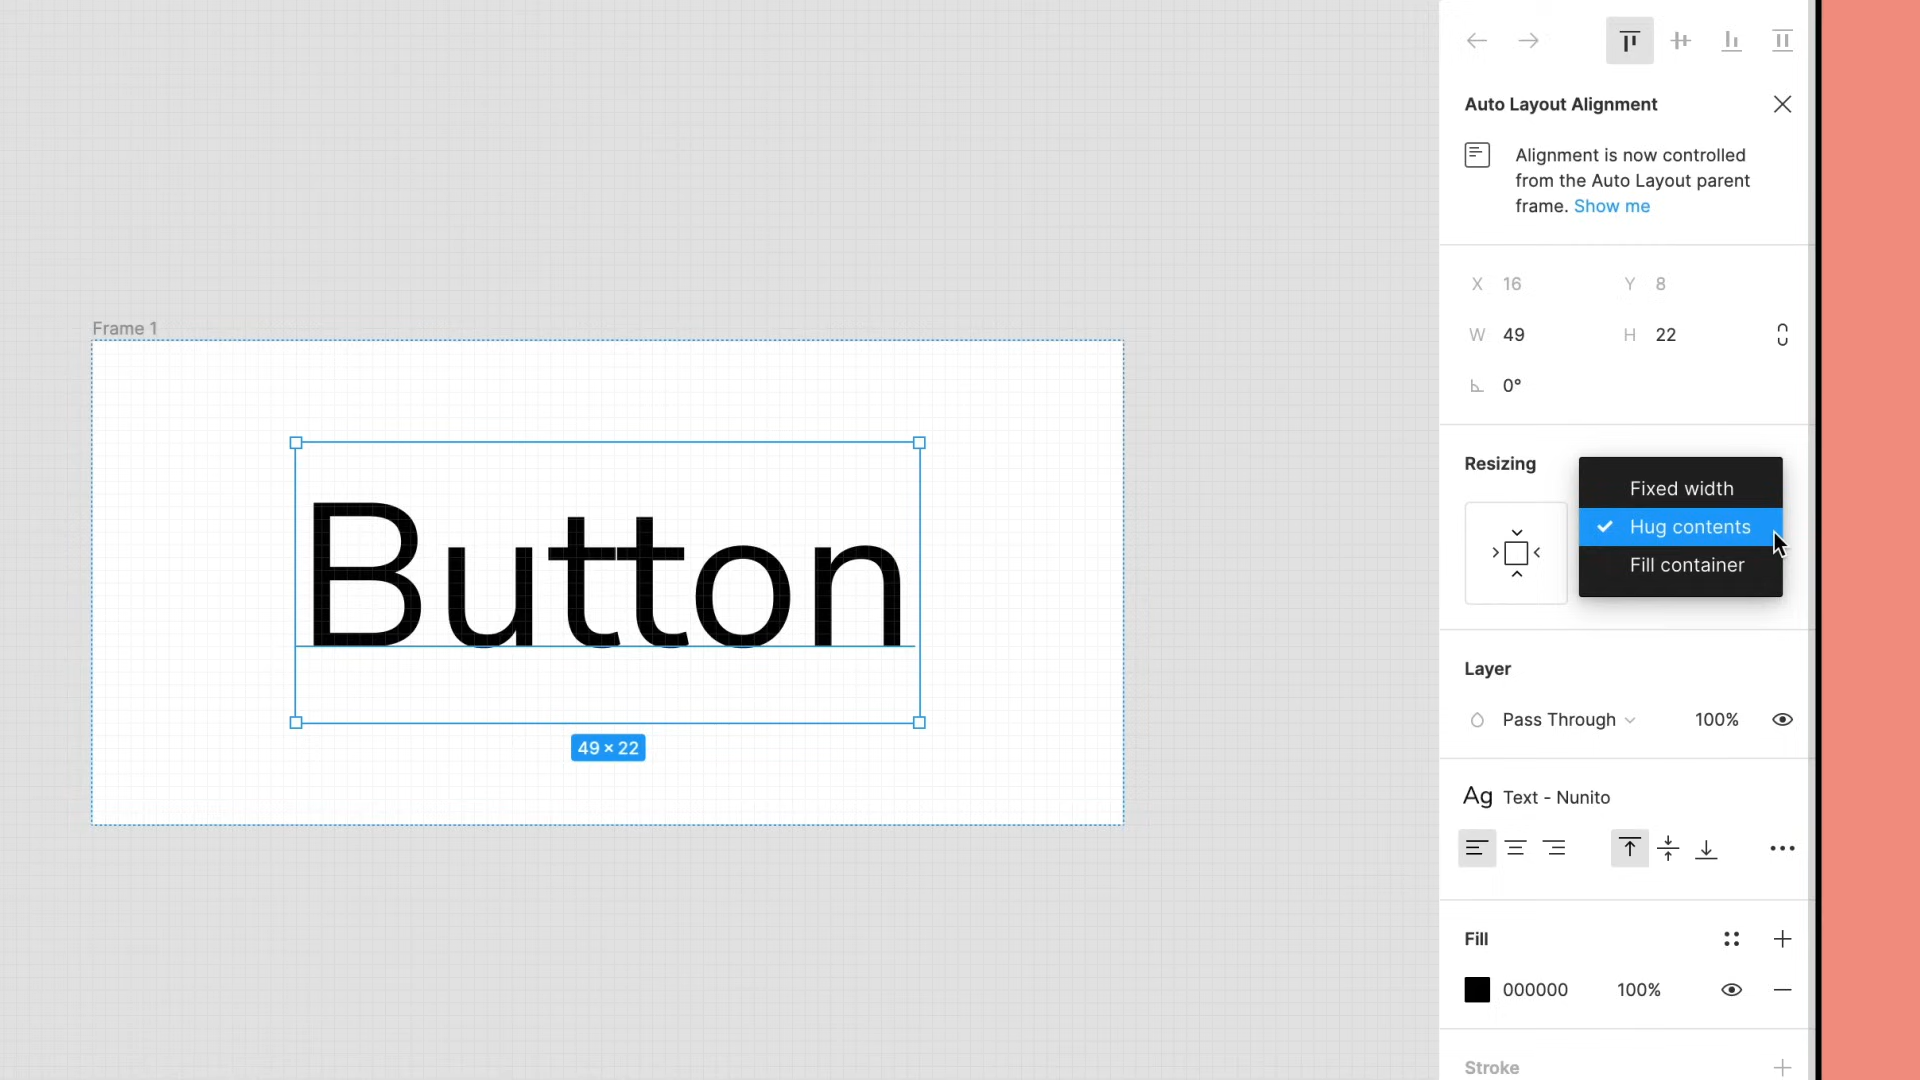 Frame 1
Button
49 × 22
Auto Layout Alignment
Alignment is now controlled
from the Auto Layout parent
frame. Show me
X 16 Y 8
W 49 H 22
0°
Resizing
Fixed width
Hug contents
Fill container
Layer
Pass Through 100%
Ag Text - Nunito
Fill
000000 100%
Stroke